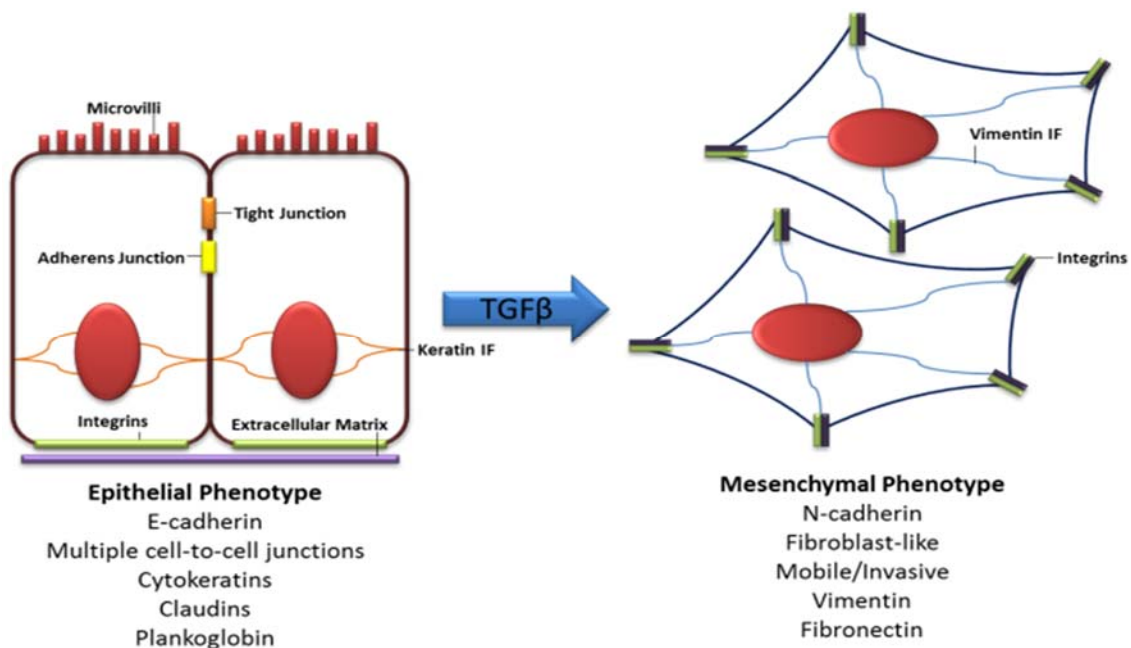 Microvilli
Tight Junction
Adherens Junction
Keratin IF
Integrins
Extracellular Matrix
Epithelial Phenotype
E-cadherin
Multiple cell-to-cell junctions
Cytokeratins
Claudins
Plankoglobin
TGFβ
Vimentin IF
Integrins
Mesenchymal Phenotype
N-cadherin
Fibroblast-like
Mobile/Invasive
Vimentin
Fibronectin